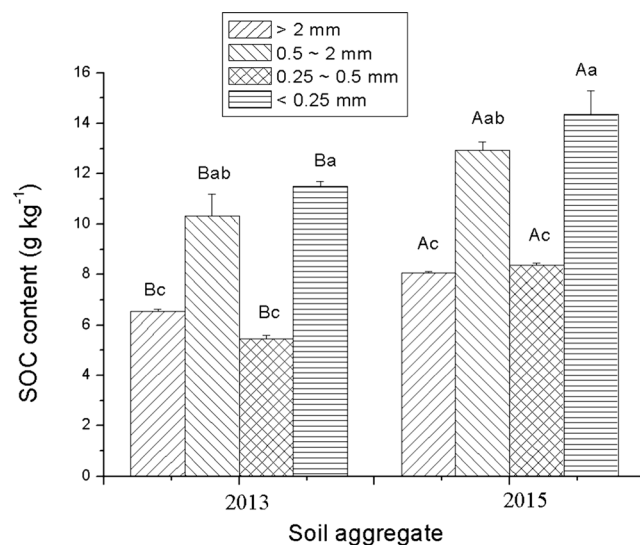 > 2 mm
0.5 ~ 2 mm
0.25 ~ 0.5 mm
< 0.25 mm
16
14
12
10
8
6
4
2
0
SOC content (g kg⁻¹)
Bc
Bab
Bc
Ba
Ac
Aab
Ac
Aa
2013
2015
Soil aggregate